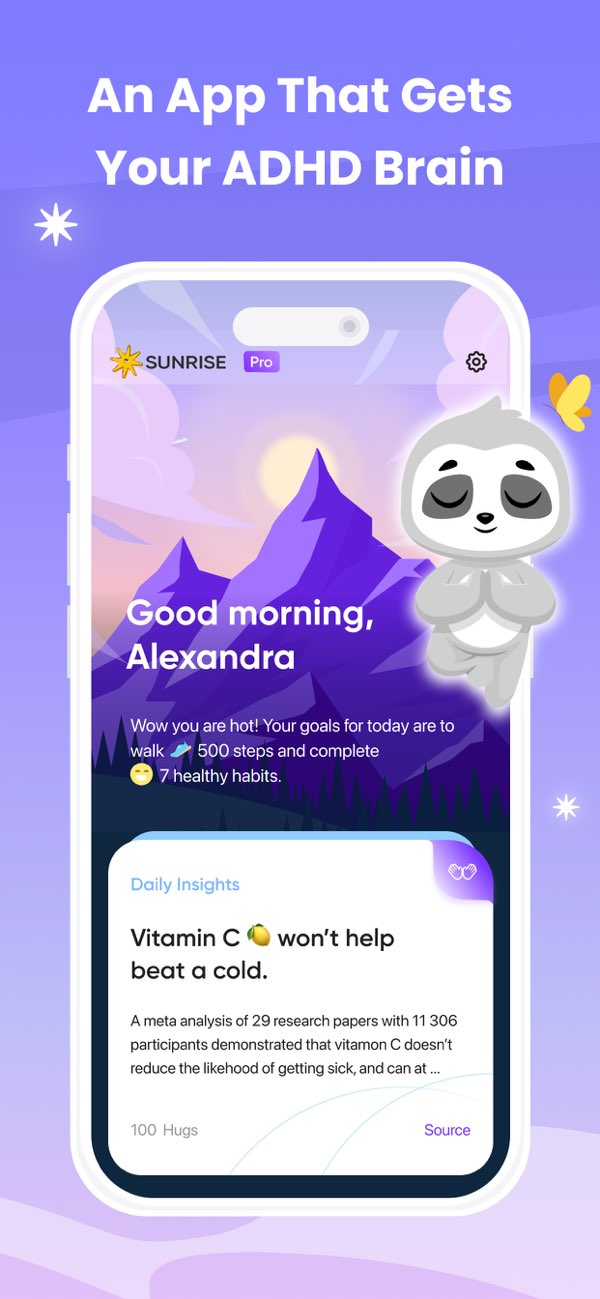 An App That Gets
Your ADHD Brain
SUNRISE Pro
Good morning,
Alexandra
Wow you are hot! Your goals for today are to
walk 👟 500 steps and complete
😁 7 healthy habits.
Daily Insights
Vitamin C 🍋 won’t help
beat a cold.
A meta analysis of 29 research papers with 11 306
participants demonstrated that vitamon C doesn’t
reduce the likehood of getting sick, and can at ...
100 Hugs
Source